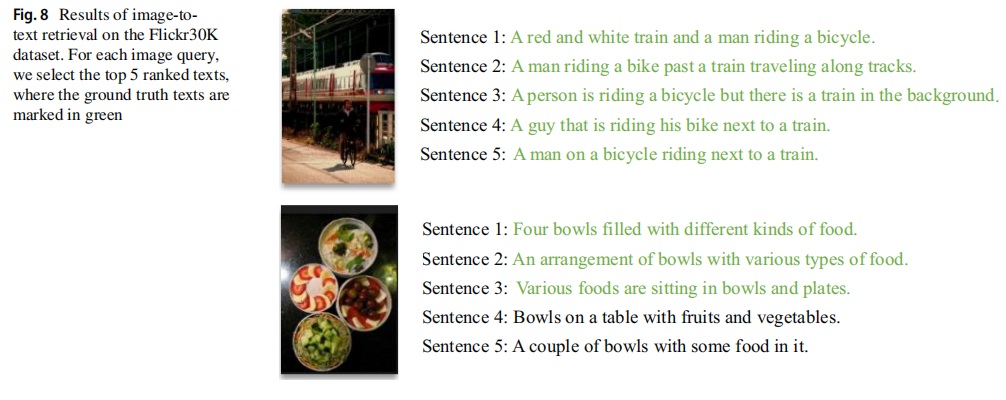 Fig. 8 Results of image-to-
text retrieval on the Flickr30K
dataset. For each image query,
we select the top 5 ranked texts,
where the ground truth texts are
marked in green
Sentence 1: A red and white train and a man riding a bicycle.
Sentence 2: A man riding a bike past a train traveling along tracks.
Sentence 3: A person is riding a bicycle but there is a train in the background.
Sentence 4: A guy that is riding his bike next to a train.
Sentence 5: A man on a bicycle riding next to a train.
Sentence 1: Four bowls filled with different kinds of food.
Sentence 2: An arrangement of bowls with various types of food.
Sentence 3: Various foods are sitting in bowls and plates.
Sentence 4: Bowls on a table with fruits and vegetables.
Sentence 5: A couple of bowls with some food in it.